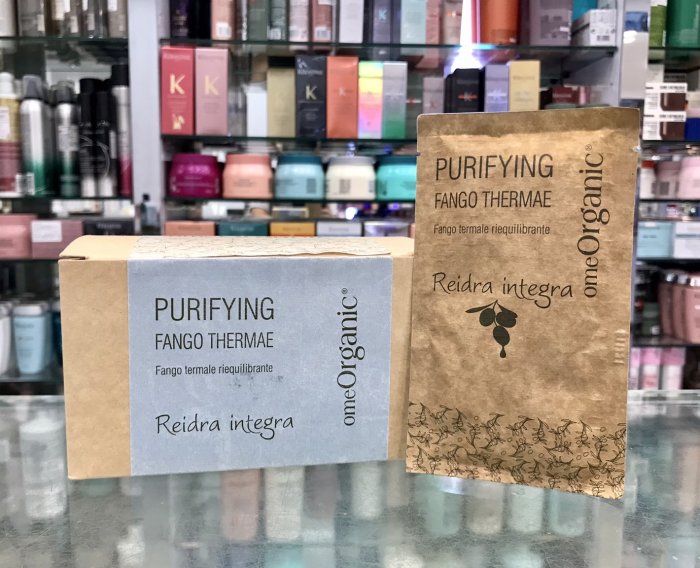 PURIFYING
FANGO THERMAE
Fango termale riequilibrante
Reidra integra
omeOrganic®
PURIFYING
FANGO THERMAE
Fango termale riequilibrante
Reidra integra
omeOrganic®
K
K
K
K